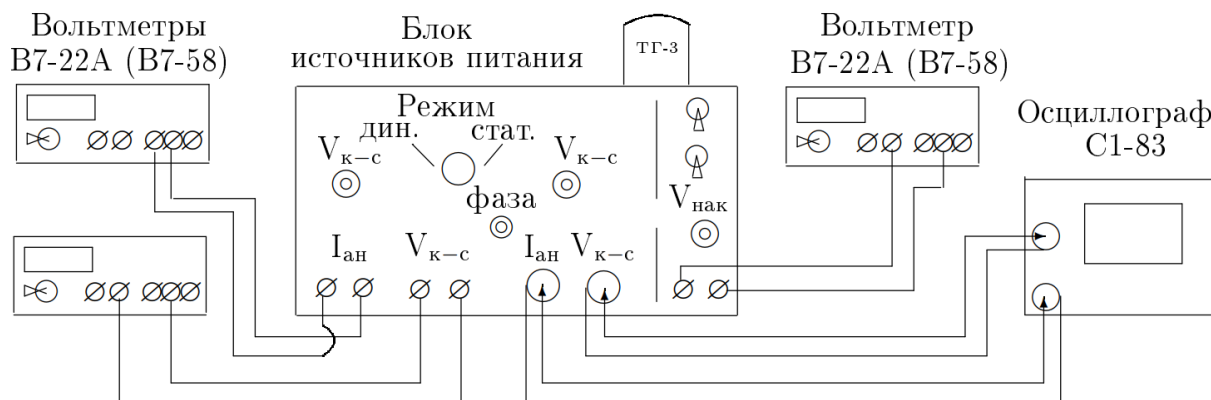 Вольтметры
В7-22А (В7-58)
Блок
источников питания
ТГ-3
Вольтметр
В7-22А (В7-58)
Осциллограф
С1-83
Режим
дин.
стат.
Vк−с
Vк−с
фаза
Vнак
Iан
Vк−с
Iан
Vк−с